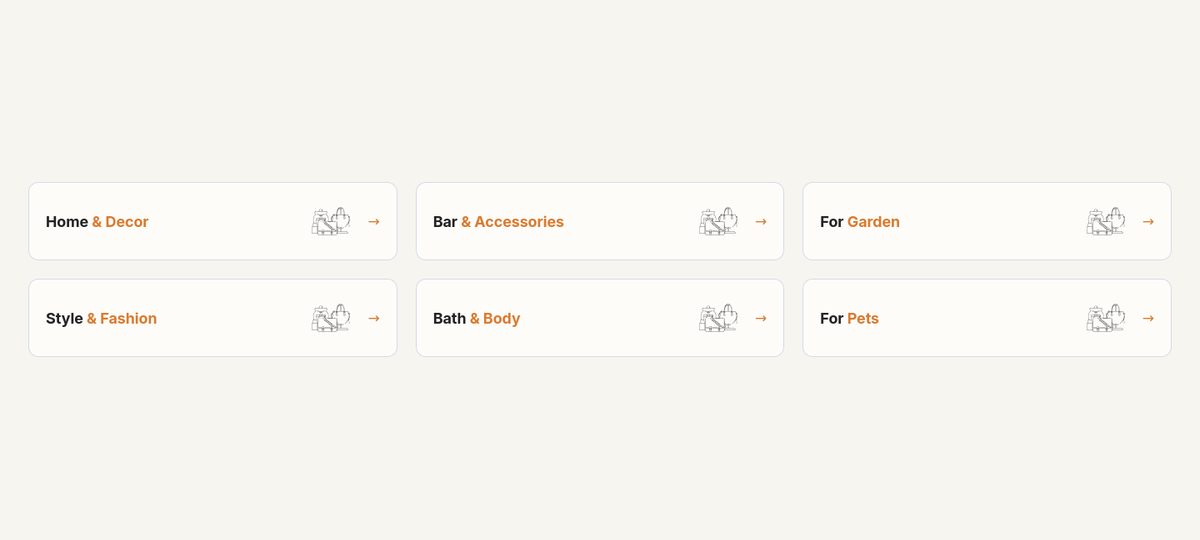 Home & Decor
Bar & Accessories
For Garden
Style & Fashion
Bath & Body
For Pets